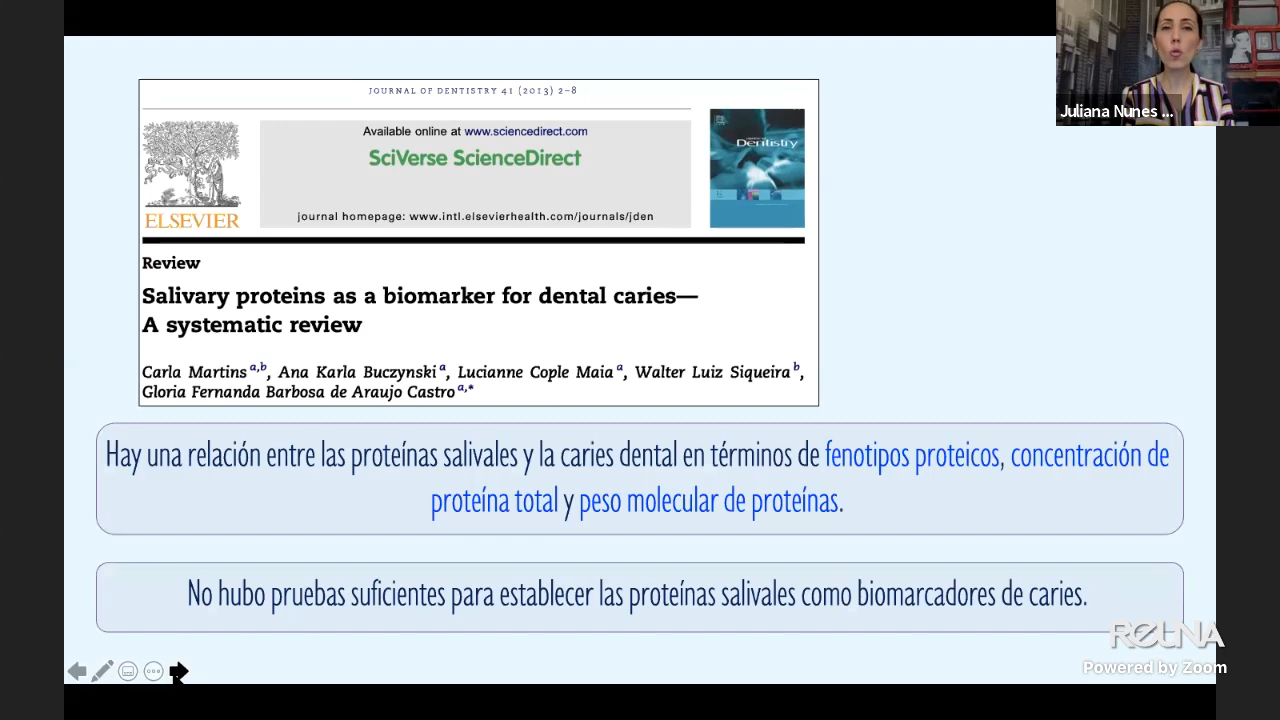 JOURNAL OF DENTISTRY 41 (2013) 2–8
Available online at www.sciencedirect.com
SciVerse ScienceDirect
journal homepage: www.intl.elsevierhealth.com/journals/jden
ELSEVIER
Dentistry
Review
Salivary proteins as a biomarker for dental caries—
A systematic review
Carla Martins a,b, Ana Karla Buczynski a, Lucianne Cople Maia a, Walter Luiz Siqueira b,
Gloria Fernanda Barbosa de Araujo Castro a,*
Hay una relación entre las proteínas salivales y la caries dental en términos de fenotipos proteicos, concentración de
proteína total y peso molecular de proteínas.
No hubo pruebas suficientes para establecer las proteínas salivales como biomarcadores de caries.
Juliana Nunes ...
Powered by Zoom